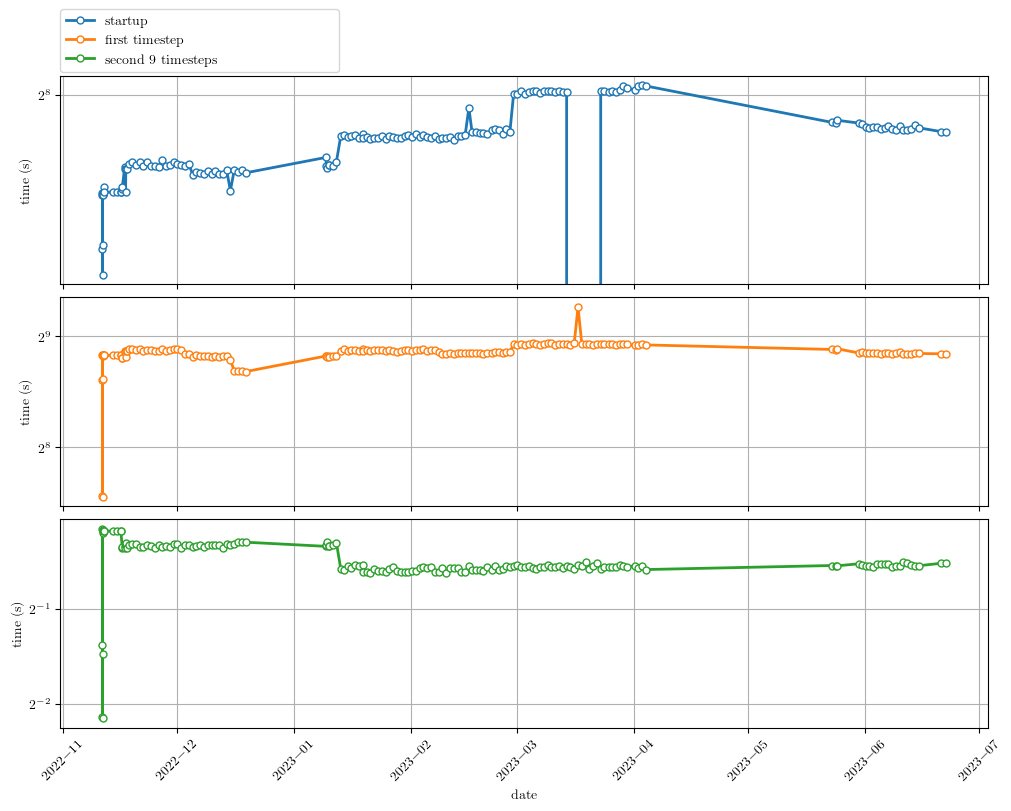 startup
first timestep
second 9 timesteps
2^8
time (s)
2^9
2^8
time (s)
2^−1
2^−2
time (s)
2022−11
2022−12
2023−01
2023−02
2023−03
2023−04
2023−05
2023−06
2023−07
date